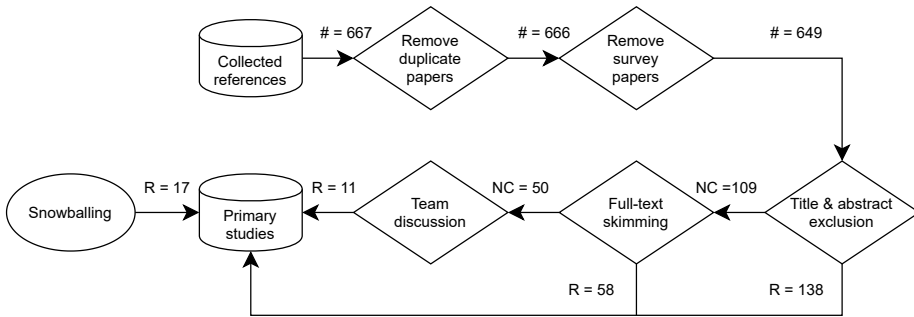 # = 667
# = 666
# = 649
Collected
references
Remove
duplicate
papers
Remove
survey
papers
Snowballing
R = 17
Primary
studies
R = 11
Team
discussion
NC = 50
Full-text
skimming
NC =109
Title & abstract
exclusion
R = 58
R = 138